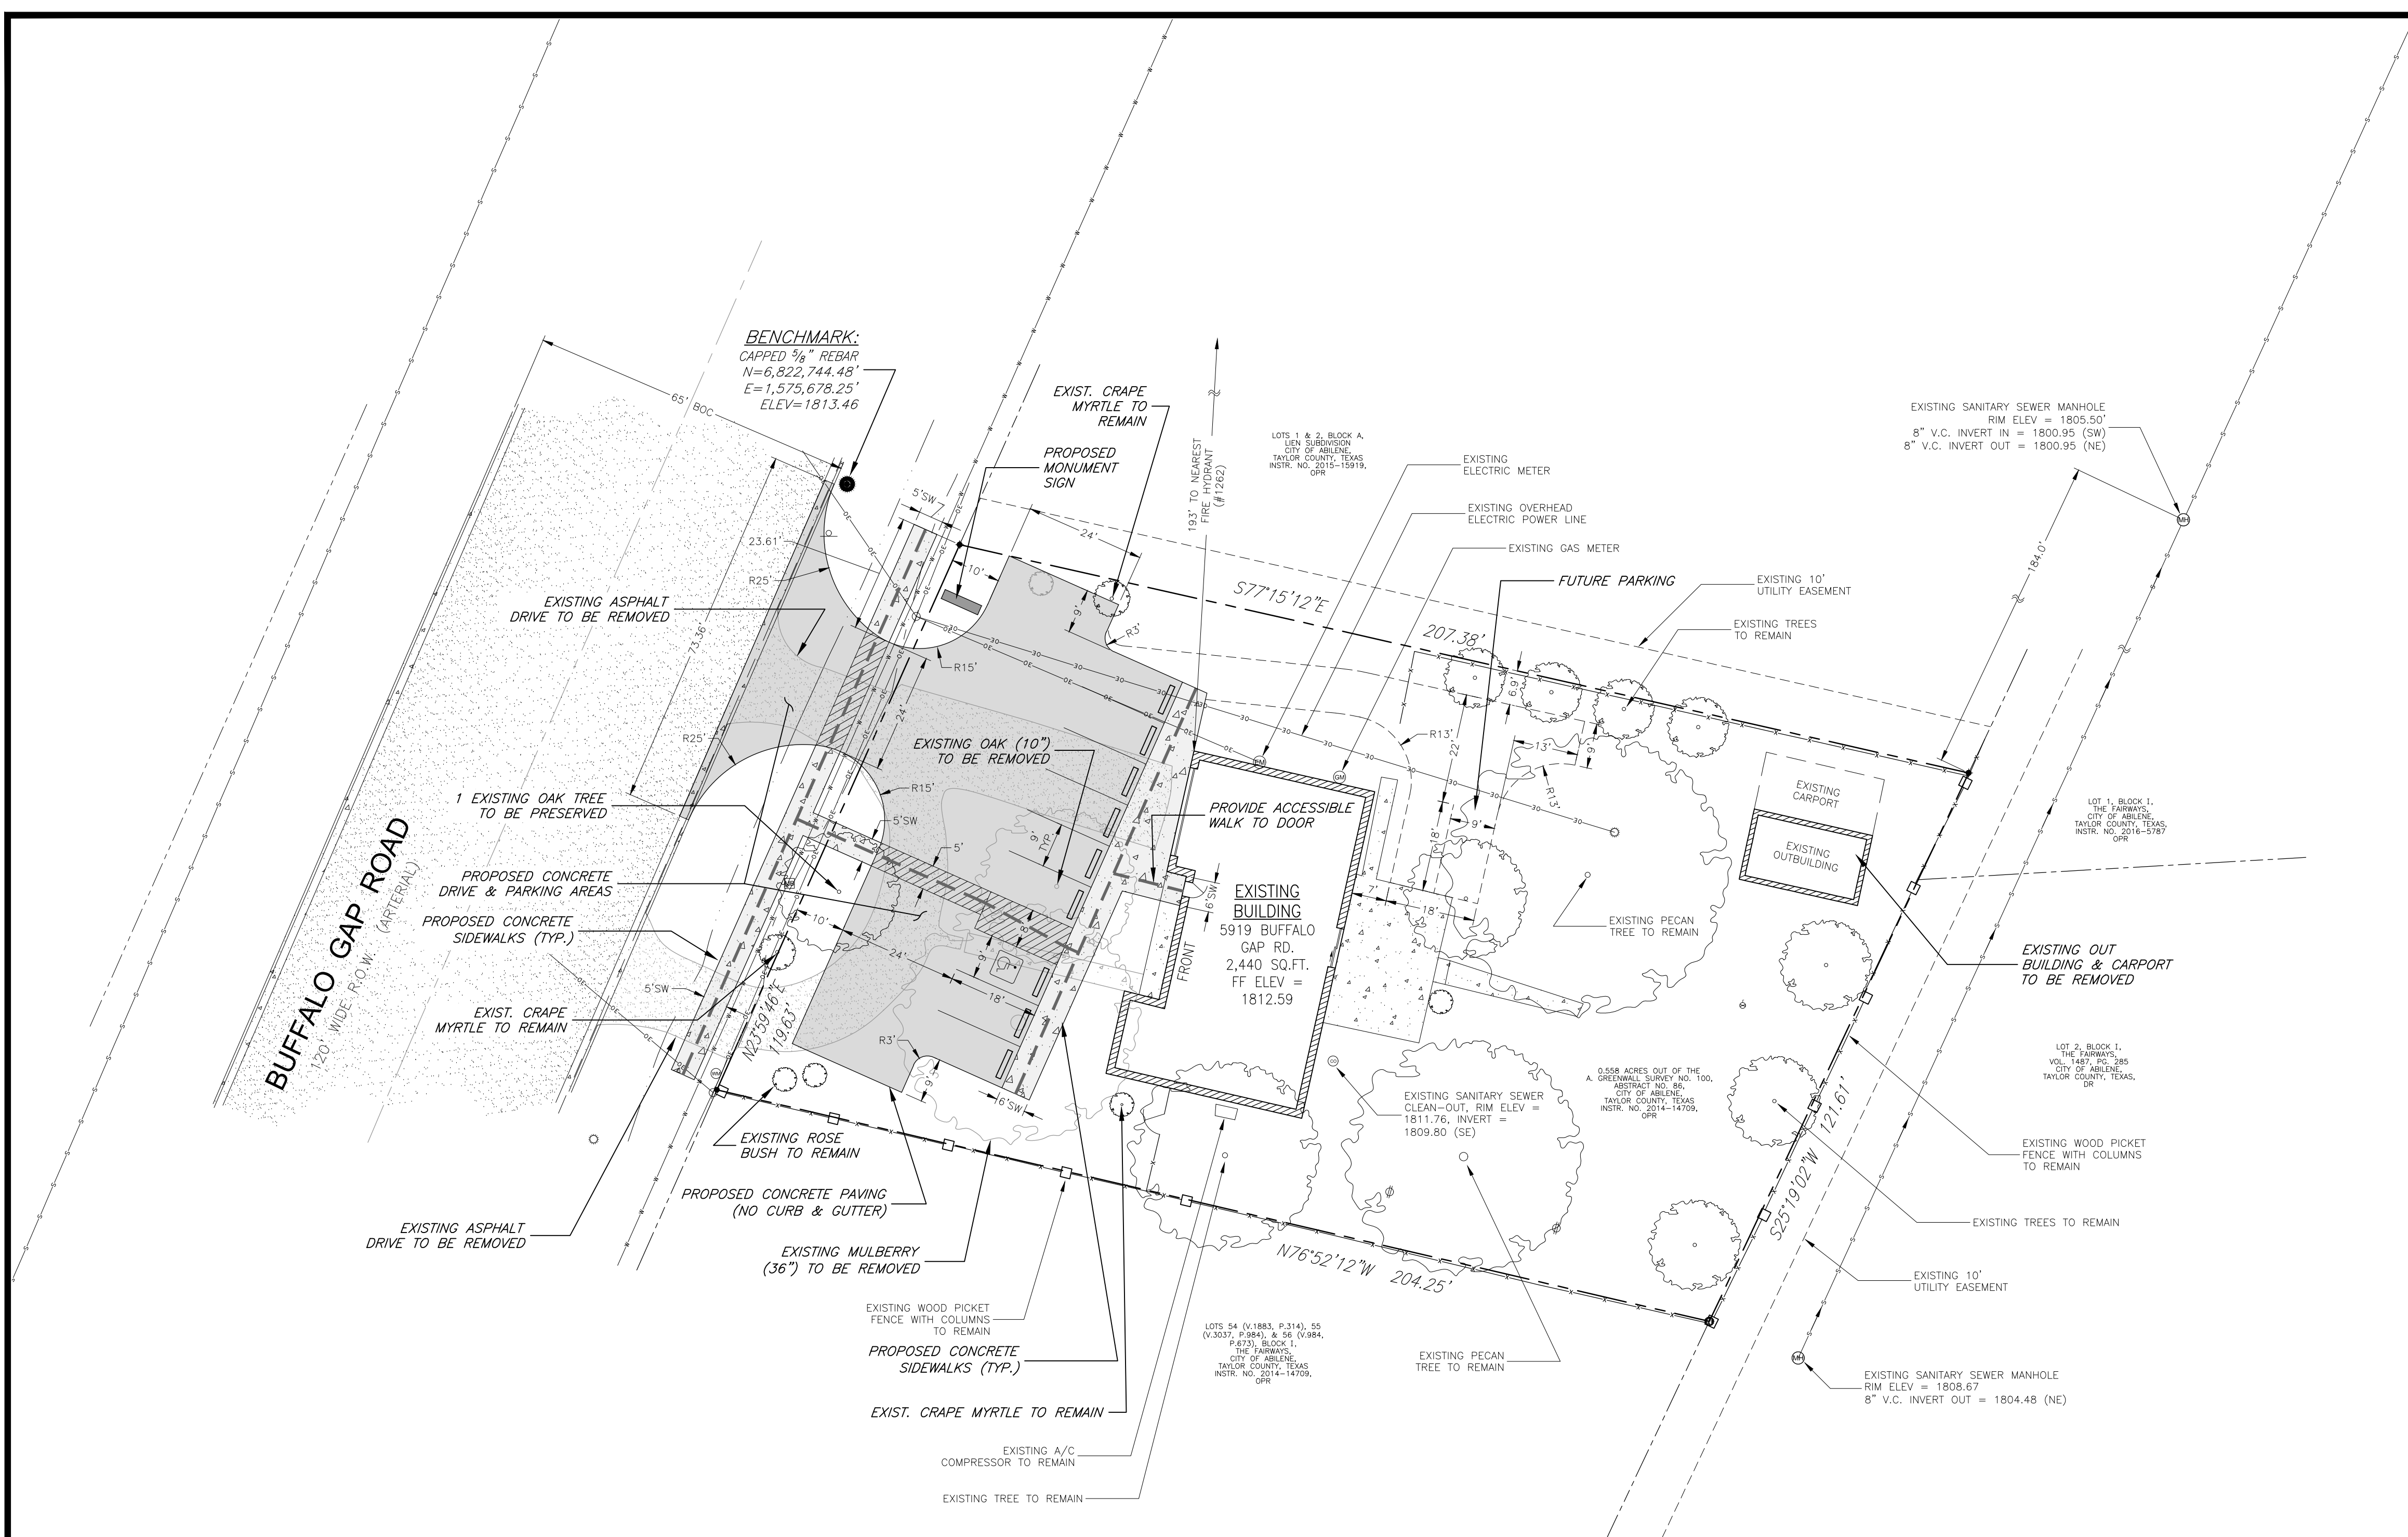 BENCHMARK:
CAPPED 5/8" REBAR
N=6,822,744.48'
E=1,575,678.25'
ELEV=1813.46
65' BOC
EXIST. CRAPE
MYRTLE TO
REMAIN
PROPOSED
MONUMENT
SIGN
193' TO NEAREST
FIRE HYDRANT
(#1262)
LOTS 1 & 2, BLOCK A,
LIEN SUBDIVISION
CITY OF ABILENE,
TAYLOR COUNTY, TEXAS
INSTR. NO. 2015-15919,
OPR
EXISTING
ELECTRIC METER
EXISTING OVERHEAD
ELECTRIC POWER LINE
EXISTING GAS METER
FUTURE PARKING
EXISTING 10'
UTILITY EASEMENT
EXISTING TREES
TO REMAIN
EXISTING SANITARY SEWER MANHOLE
RIM ELEV = 1805.50'
8" V.C. INVERT IN = 1800.95 (SW)
8" V.C. INVERT OUT = 1800.95 (NE)
MH
184.0'
5'SW
23.61'
R25'
24'
10'
9'
R3'
R15'
S77°15'12"E
207.38'
EXISTING ASPHALT
DRIVE TO BE REMOVED
73.36'
R25'
24'
R15'
EXISTING OAK (10")
TO BE REMOVED
1 EXISTING OAK TREE
TO BE PRESERVED
5'SW
5'
9'
TYP.
PROVIDE ACCESSIBLE
WALK TO DOOR
EM
GM
R13'
22'
9.9'
13'
9'
R13'
18'
9'
EXISTING
CARPORT
EXISTING
OUTBUILDING
LOT 1, BLOCK I,
THE FAIRWAYS,
CITY OF ABILENE,
TAYLOR COUNTY, TEXAS,
INSTR. NO. 2016-5787
OPR
BUFFALO GAP ROAD
120' WIDE R.O.W. (ARTERIAL)
PROPOSED CONCRETE
DRIVE & PARKING AREAS
PROPOSED CONCRETE
SIDEWALKS (TYP.)
10'
24'
9'
8'
18'
6'SW
FRONT
EXISTING
BUILDING
5919 BUFFALO
GAP RD.
2,440 SQ.FT.
FF ELEV =
1812.59
7'
18'
EXISTING PECAN
TREE TO REMAIN
EXISTING OUT
BUILDING & CARPORT
TO BE REMOVED
5'SW
EXIST. CRAPE
MYRTLE TO REMAIN
N23°59'46"E
119.63'
R3'
9'
6'SW
WM
CO
EXISTING SANITARY SEWER
CLEAN-OUT, RIM ELEV =
1811.76, INVERT =
1809.80 (SE)
0.558 ACRES OUT OF THE
A. GREENWALL SURVEY NO. 100,
ABSTRACT NO. 86,
CITY OF ABILENE,
TAYLOR COUNTY, TEXAS
INSTR. NO. 2014-14709,
OPR
LOT 2, BLOCK I,
THE FAIRWAYS,
VOL. 1487, PG. 285
CITY OF ABILENE,
TAYLOR COUNTY, TEXAS,
DR
S25°19'02"W 121.61'
EXISTING WOOD PICKET
FENCE WITH COLUMNS
TO REMAIN
EXISTING TREES TO REMAIN
EXISTING 10'
UTILITY EASEMENT
EXISTING ROSE
BUSH TO REMAIN
PROPOSED CONCRETE PAVING
(NO CURB & GUTTER)
EXISTING ASPHALT
DRIVE TO BE REMOVED
EXISTING MULBERRY
(36") TO BE REMOVED
N76°52'12"W 204.25'
EXISTING WOOD PICKET
FENCE WITH COLUMNS
TO REMAIN
LOTS 54 (V.1883, P.314), 55
(V.3037, P.984), & 56 (V.984,
P.673), BLOCK I,
THE FAIRWAYS,
CITY OF ABILENE,
TAYLOR COUNTY, TEXAS
INSTR. NO. 2014-14709,
OPR
PROPOSED CONCRETE
SIDEWALKS (TYP.)
EXISTING PECAN
TREE TO REMAIN
MH
EXISTING SANITARY SEWER MANHOLE
RIM ELEV = 1808.67
8" V.C. INVERT OUT = 1804.48 (NE)
EXIST. CRAPE MYRTLE TO REMAIN
EXISTING A/C
COMPRESSOR TO REMAIN
EXISTING TREE TO REMAIN